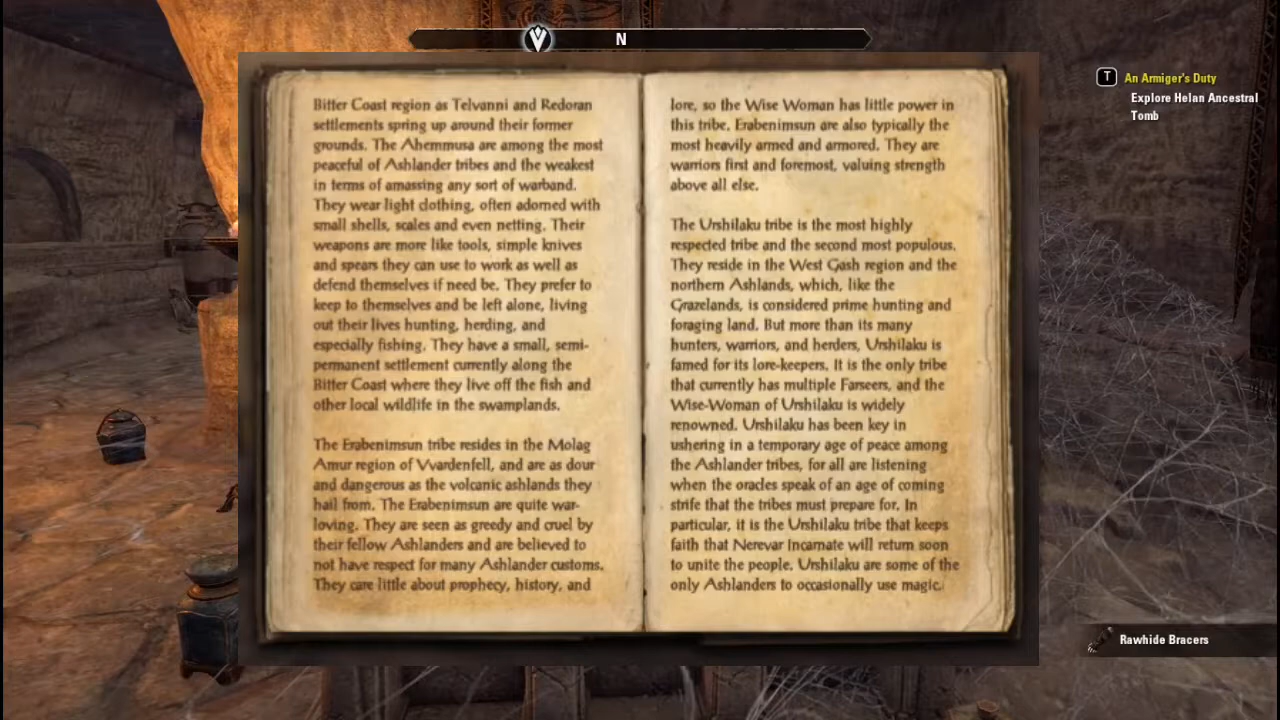 N
Bitter Coast region as Telvanni and Redoran
settlements spring up around their former
grounds. The Ahemmusa are among the most
peaceful of Ashlander tribes and the weakest
in terms of amassing any sort of warband.
They wear light clothing, often adorned with
small shells, scales and even netting. Their
weapons are more like tools, simple knives
and spears they can use to work as well as
defend themselves if need be. They prefer to
keep to themselves and be left alone, living
out their lives hunting, herding, and
especially fishing. They have a small, semi-
permanent settlement currently along the
Bitter Coast where they live off the fish and
other local wildlife in the swamplands.
The Erabenimsun tribe resides in the Molag
Amur region of Vvardenfell, and are as dour
and dangerous as the volcanic ashlands they
hail from. The Erabenimsun are quite war-
loving. They are seen as greedy and cruel by
their fellow Ashlanders and are believed to
not have respect for many Ashlander customs.
They care little about prophecy, history, and
lore, so the Wise Woman has little power in
this tribe. Erabenimsun are also typically the
most heavily armed and armored. They are
warriors first and foremost, valuing strength
above all else.
The Urshilaku tribe is the most highly
respected tribe and the second most populous.
They reside in the West Gash region and the
northern Ashlands, which, like the
Grazelands, is considered prime hunting and
foraging land. But more than its many
hunters, warriors, and herders, Urshilaku is
famed for its lore-keepers. It is the only tribe
that currently has multiple Farseers, and the
Wise-Woman of Urshilaku is widely
renowned. Urshilaku has been key in
ushering in a temporary age of peace among
the Ashlander tribes, for all are listening
when the oracles speak of an age of coming
strife that the tribes must prepare for. In
particular, it is the Urshilaku tribe that keeps
faith that Nerevar Incarnate will return soon
to unite the people. Urshilaku are some of the
only Ashlanders to occasionally use magic.
T An Armiger's Duty
Explore Helan Ancestral
Tomb
Rawhide Bracers